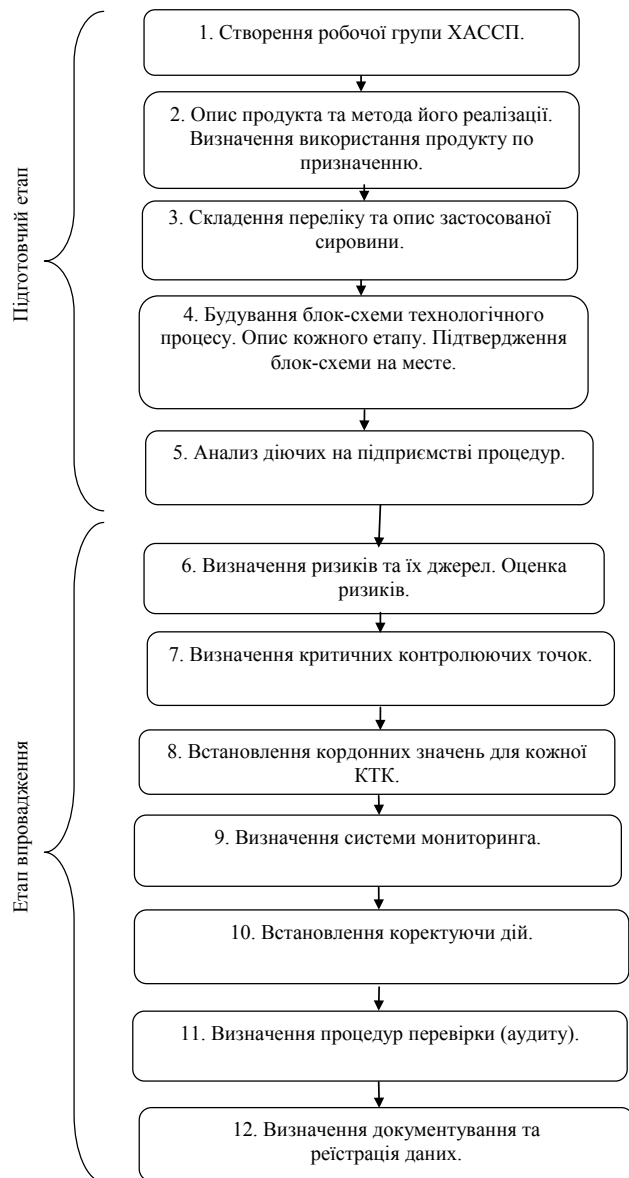 Підготовчий етап
1. Створення робочої групи ХАССП.
2. Опис продукта та метода його реалізації.
Визначення використання продукту по
призначенню.
3. Складення переліку та опис застосованої
сировини.
4. Будування блок-схеми технологічного
процесу. Опис кожного етапу. Підтвердження
блок-схеми на месте.
5. Анализ діючих на підприємстві процедур.
Етап впровадження
6. Визначення ризиків та їх джерел. Оценка
ризиків.
7. Визначення критичних контролюючих точок.
8. Встановлення кордонних значень для кожної
КТК.
9. Визначення системи мониторинга.
10. Встановлення коректуючи дій.
11. Визначення процедур перевірки (аудиту).
12. Визначення документування та
реїстрація даних.